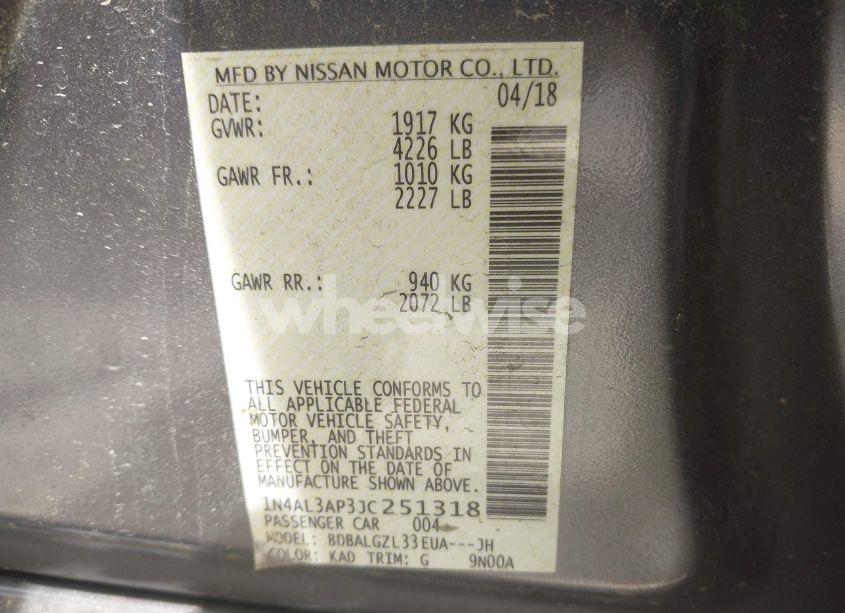 MFD BY NISSAN MOTOR CO., LTD.
DATE: 04/18
GVWR: 1917 KG
4226 LB
GAWR FR.: 1010 KG
2227 LB
GAWR RR.: 940 KG
2072 LB
wheelwise
THIS VEHICLE CONFORMS TO
ALL APPLICABLE FEDERAL
MOTOR VEHICLE SAFETY,
BUMPER, AND THEFT
PREVENTION STANDARDS IN
EFFECT ON THE DATE OF
MANUFACTURE SHOWN ABOVE.
1N4AL3AP3JC251318
PASSENGER CAR 004
MODEL: BDBALGZL33EUA---JH
COLOR: KAD TRIM: G 9N00A